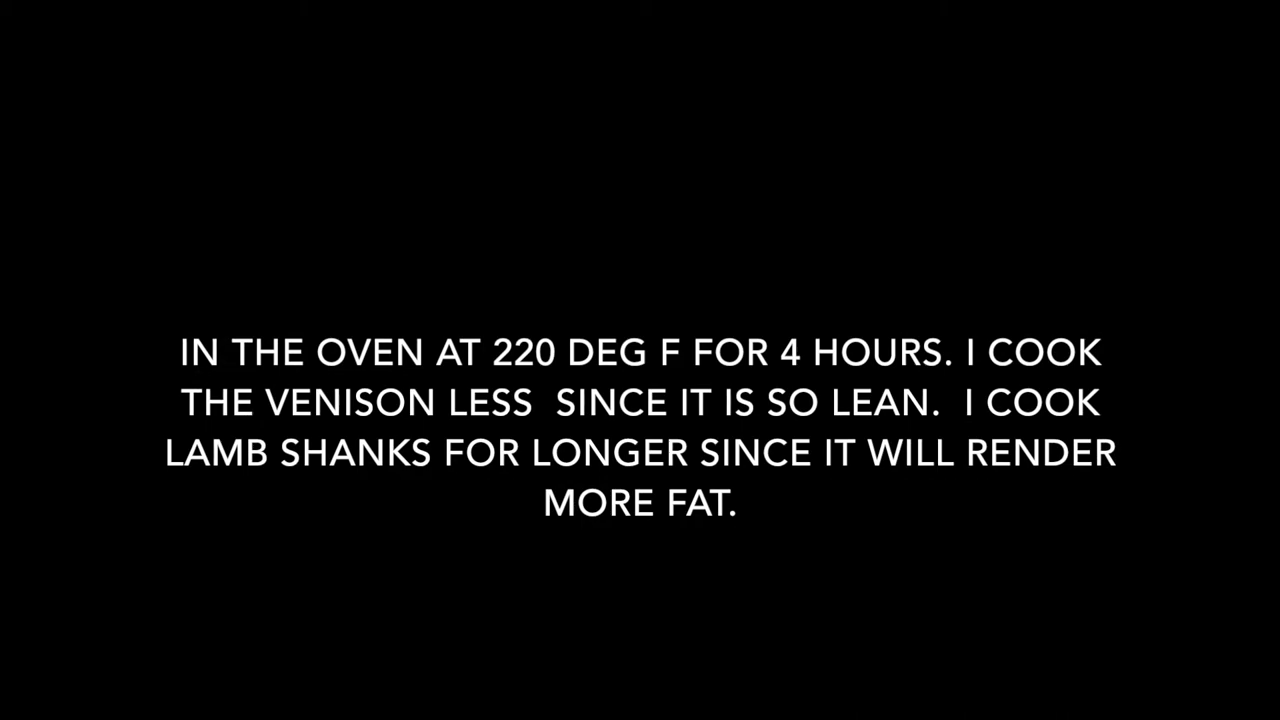 IN THE OVEN AT 220 DEG F FOR 4 HOURS. I COOK
THE VENISON LESS  SINCE IT IS SO LEAN.  I COOK
LAMB SHANKS FOR LONGER SINCE IT WILL RENDER
MORE FAT.